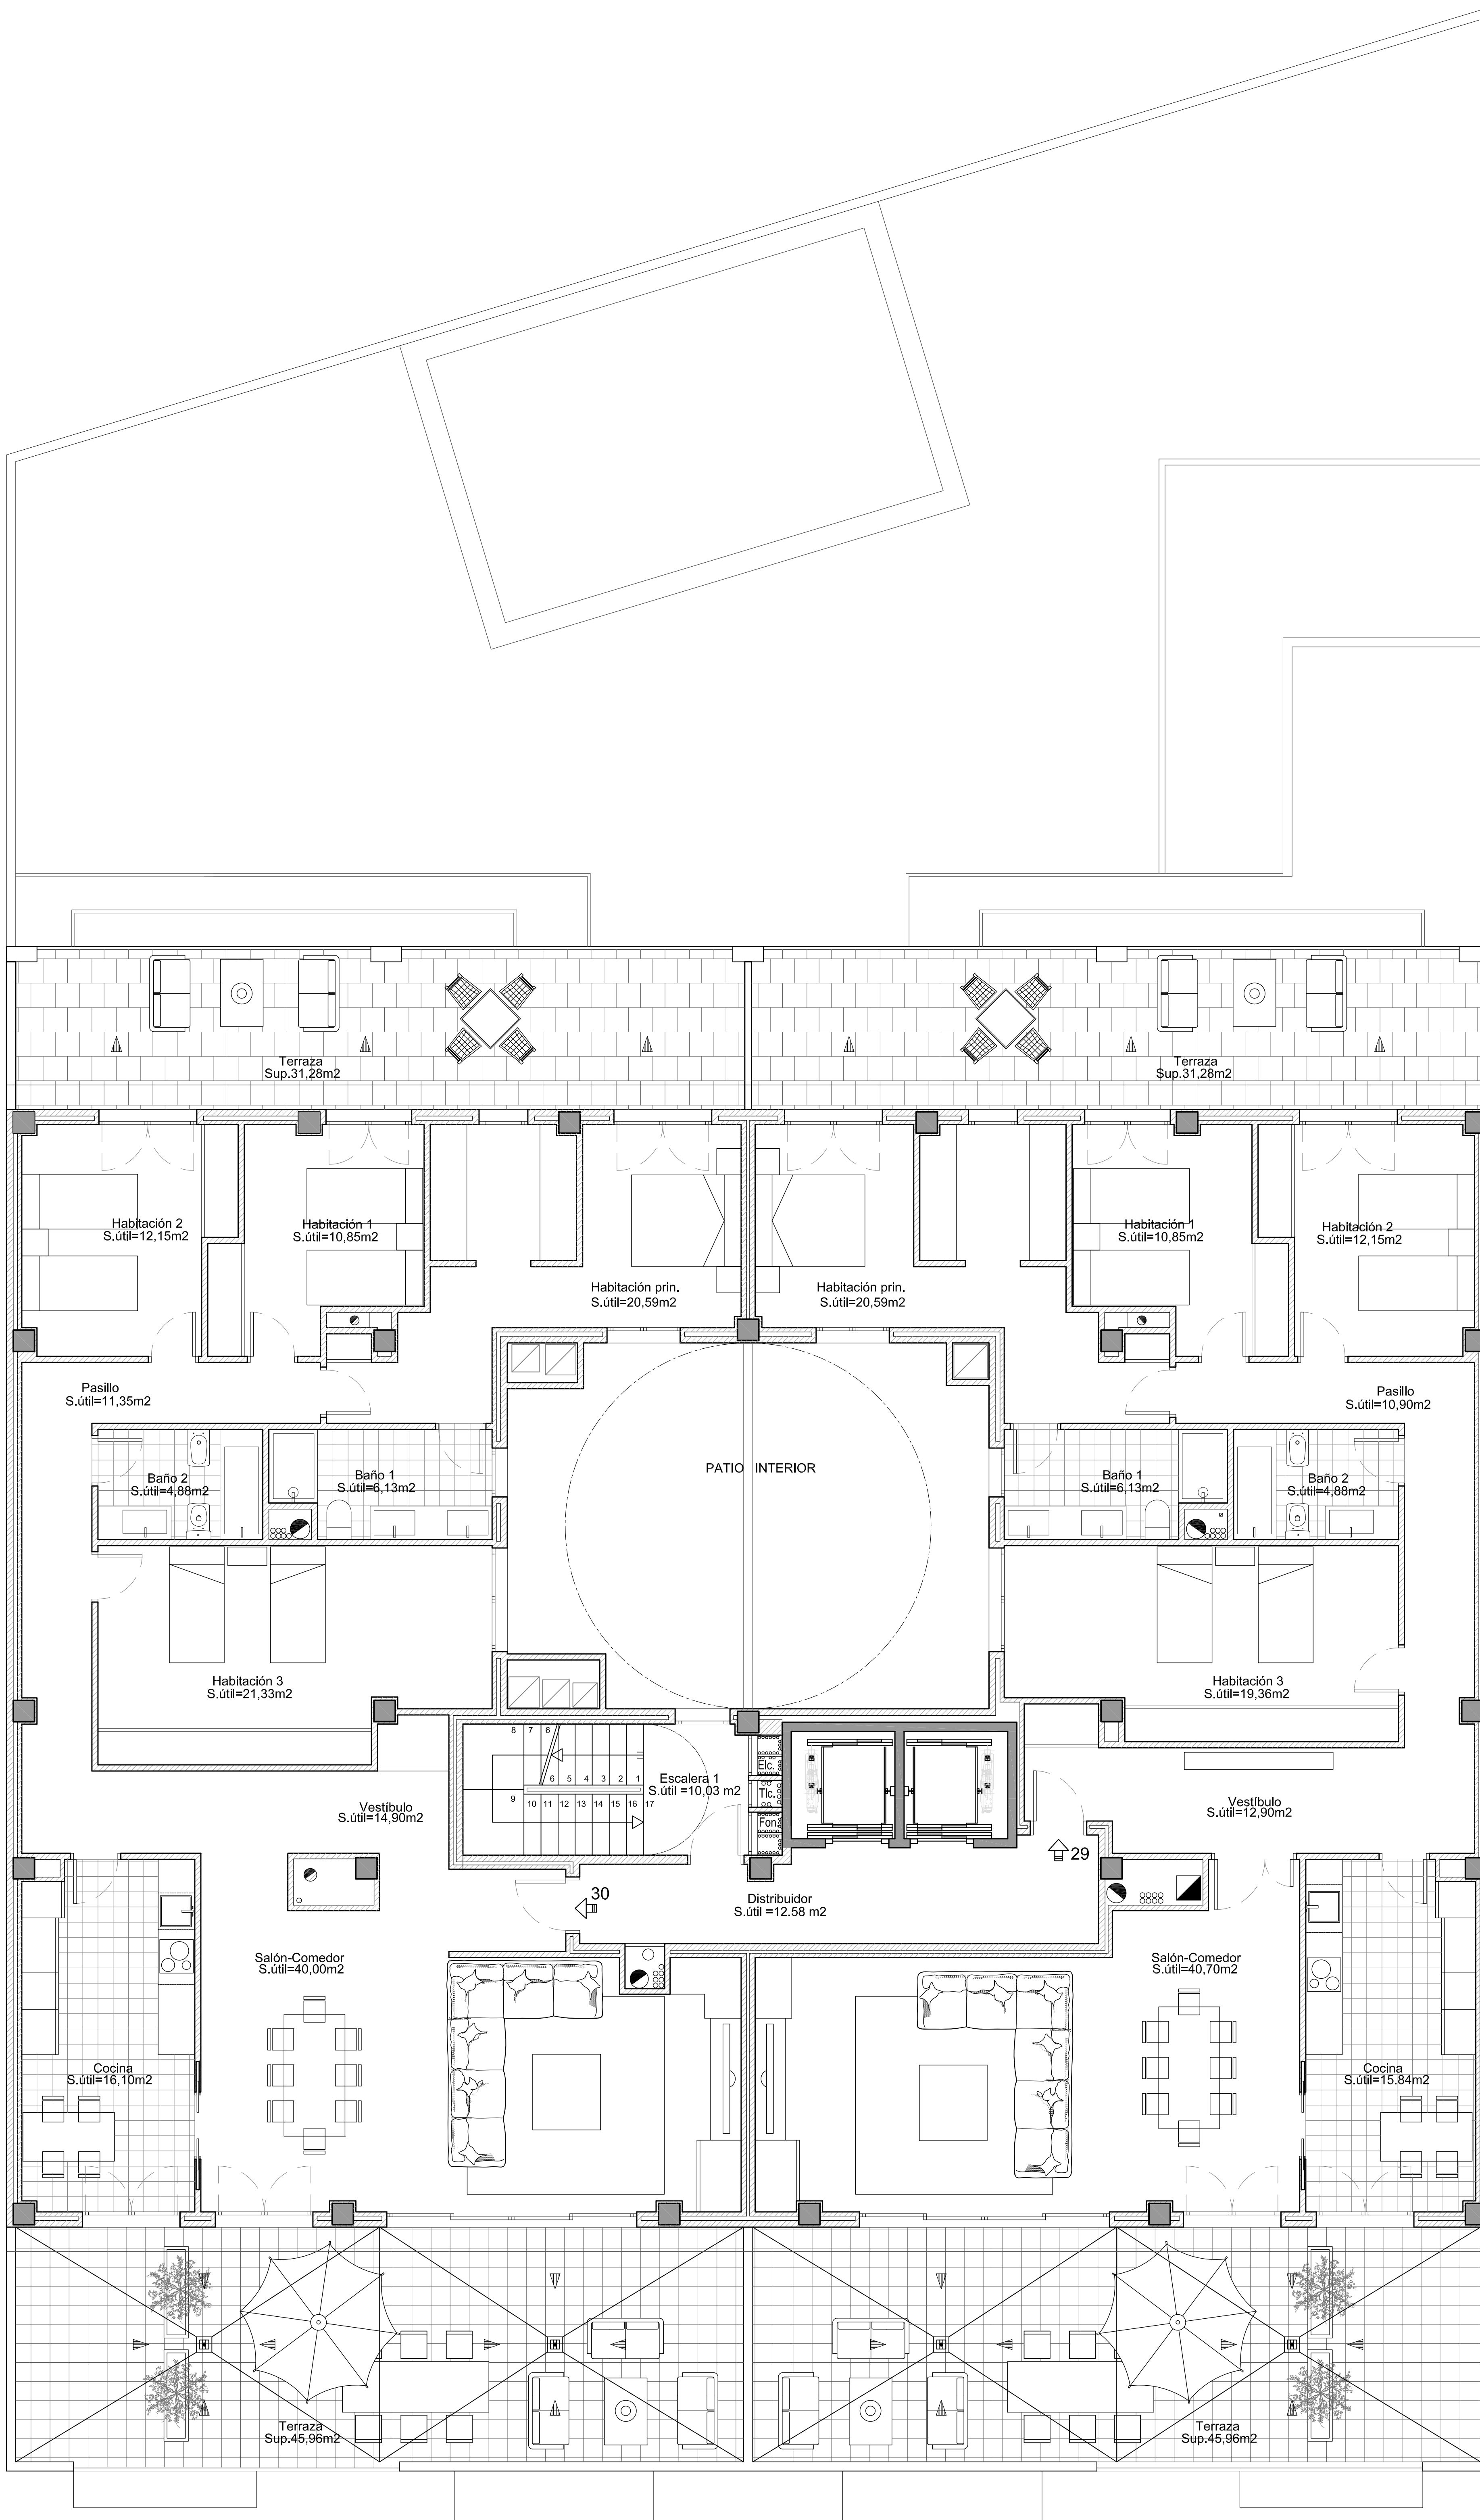 Terraza
Sup.31,28m2
Terraza
Sup.31,28m2
Habitación 2
S.útil=12,15m2
Habitación 1
S.útil=10,85m2
Habitación 1
S.útil=10,85m2
Habitación 2
S.útil=12,15m2
Habitación prin.
S.útil=20,59m2
Habitación prin.
S.útil=20,59m2
Pasillo
S.útil=11,35m2
Pasillo
S.útil=10,90m2
PATIO INTERIOR
Baño 2
S.útil=4,88m2
Baño 1
S.útil=6,13m2
Baño 1
S.útil=6,13m2
Baño 2
S.útil=4,88m2
Habitación 3
S.útil=21,33m2
Habitación 3
S.útil=19,36m2
8 7 6
6 5 4 3 2 1
9
10 11 12 13 14 15 16 17
Escalera 1
S.útil =10,03 m2
Elc.
Tlc.
Fon.
Vestíbulo
S.útil=14,90m2
Vestíbulo
S.útil=12,90m2
29
30
Distribuidor
S.útil =12.58 m2
Salón-Comedor
S.útil=40,00m2
Salón-Comedor
S.útil=40,70m2
Cocina
S.útil=16,10m2
Cocina
S.útil=15.84m2
Terraza
Sup.45,96m2
Terraza
Sup.45,96m2